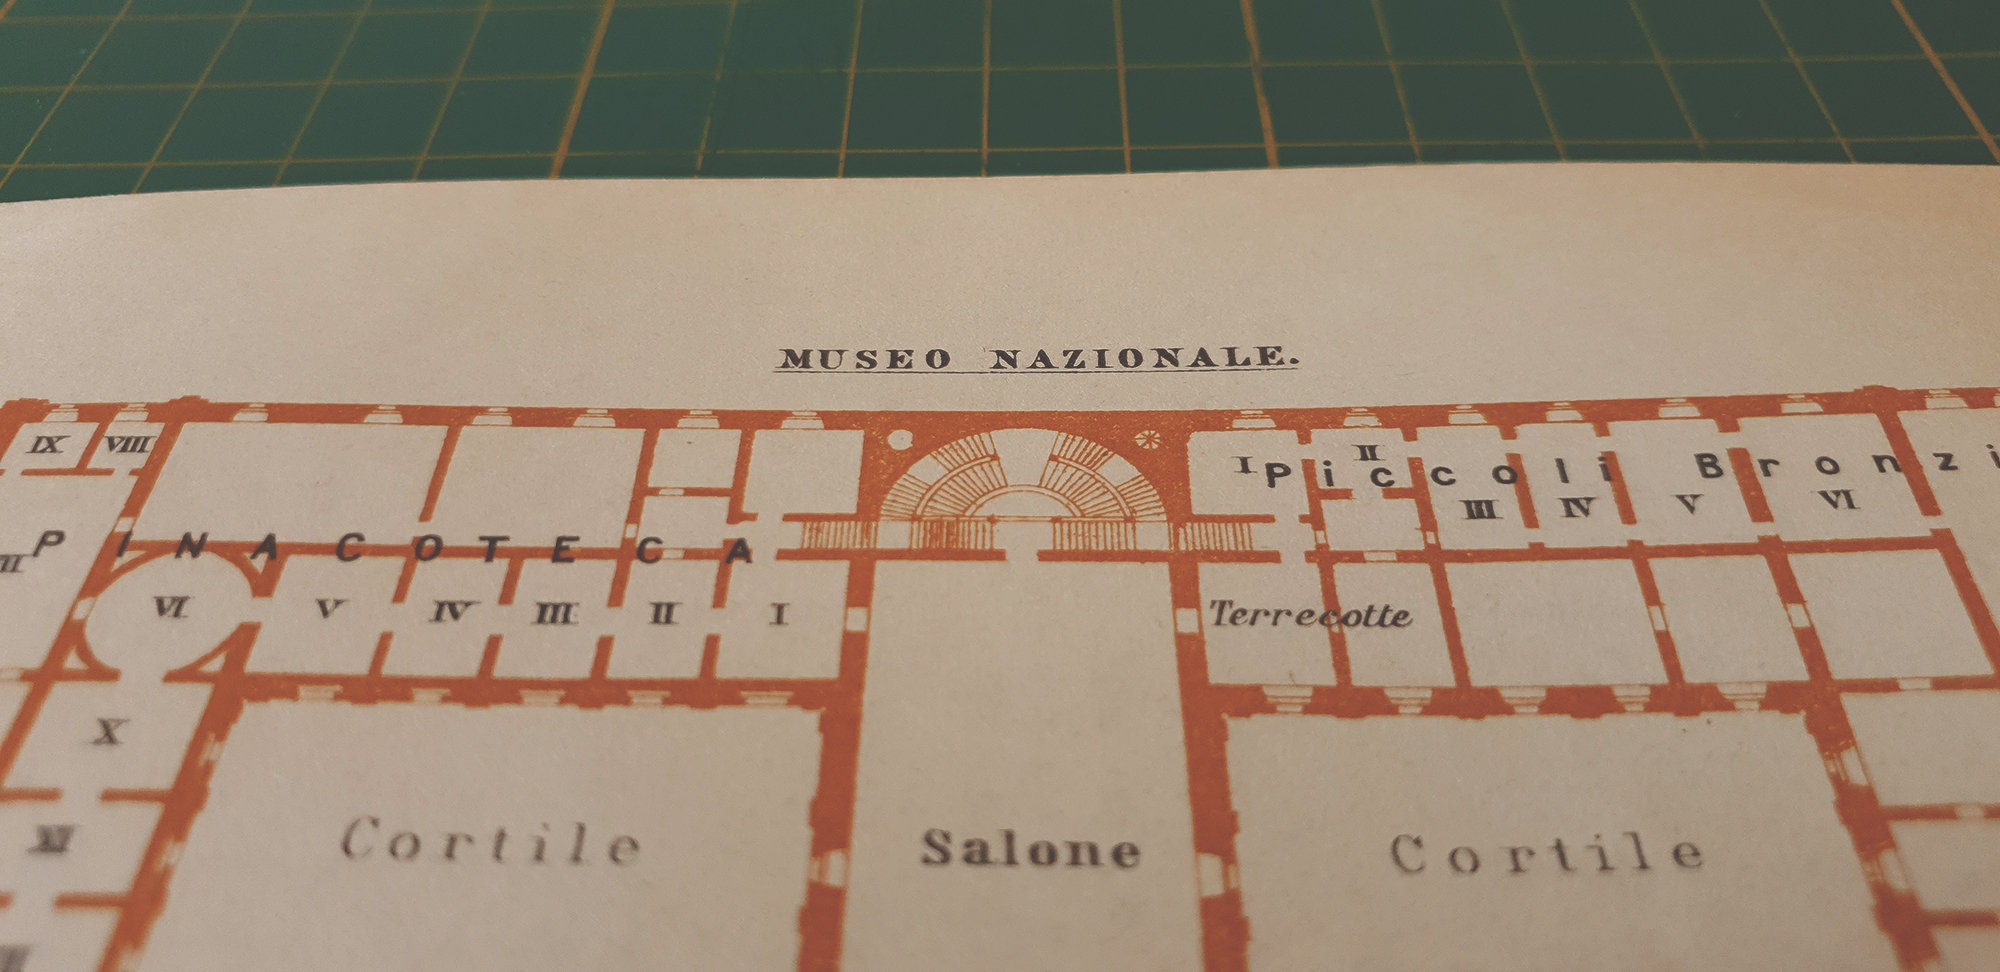 MUSEO NAZIONALE.
IX VIII
I II
Piccoli Bronzi
III IV V VI
PINACOTECA
VI V IV III II I
Terrecotte
X
XI
Cortile Salone Cortile